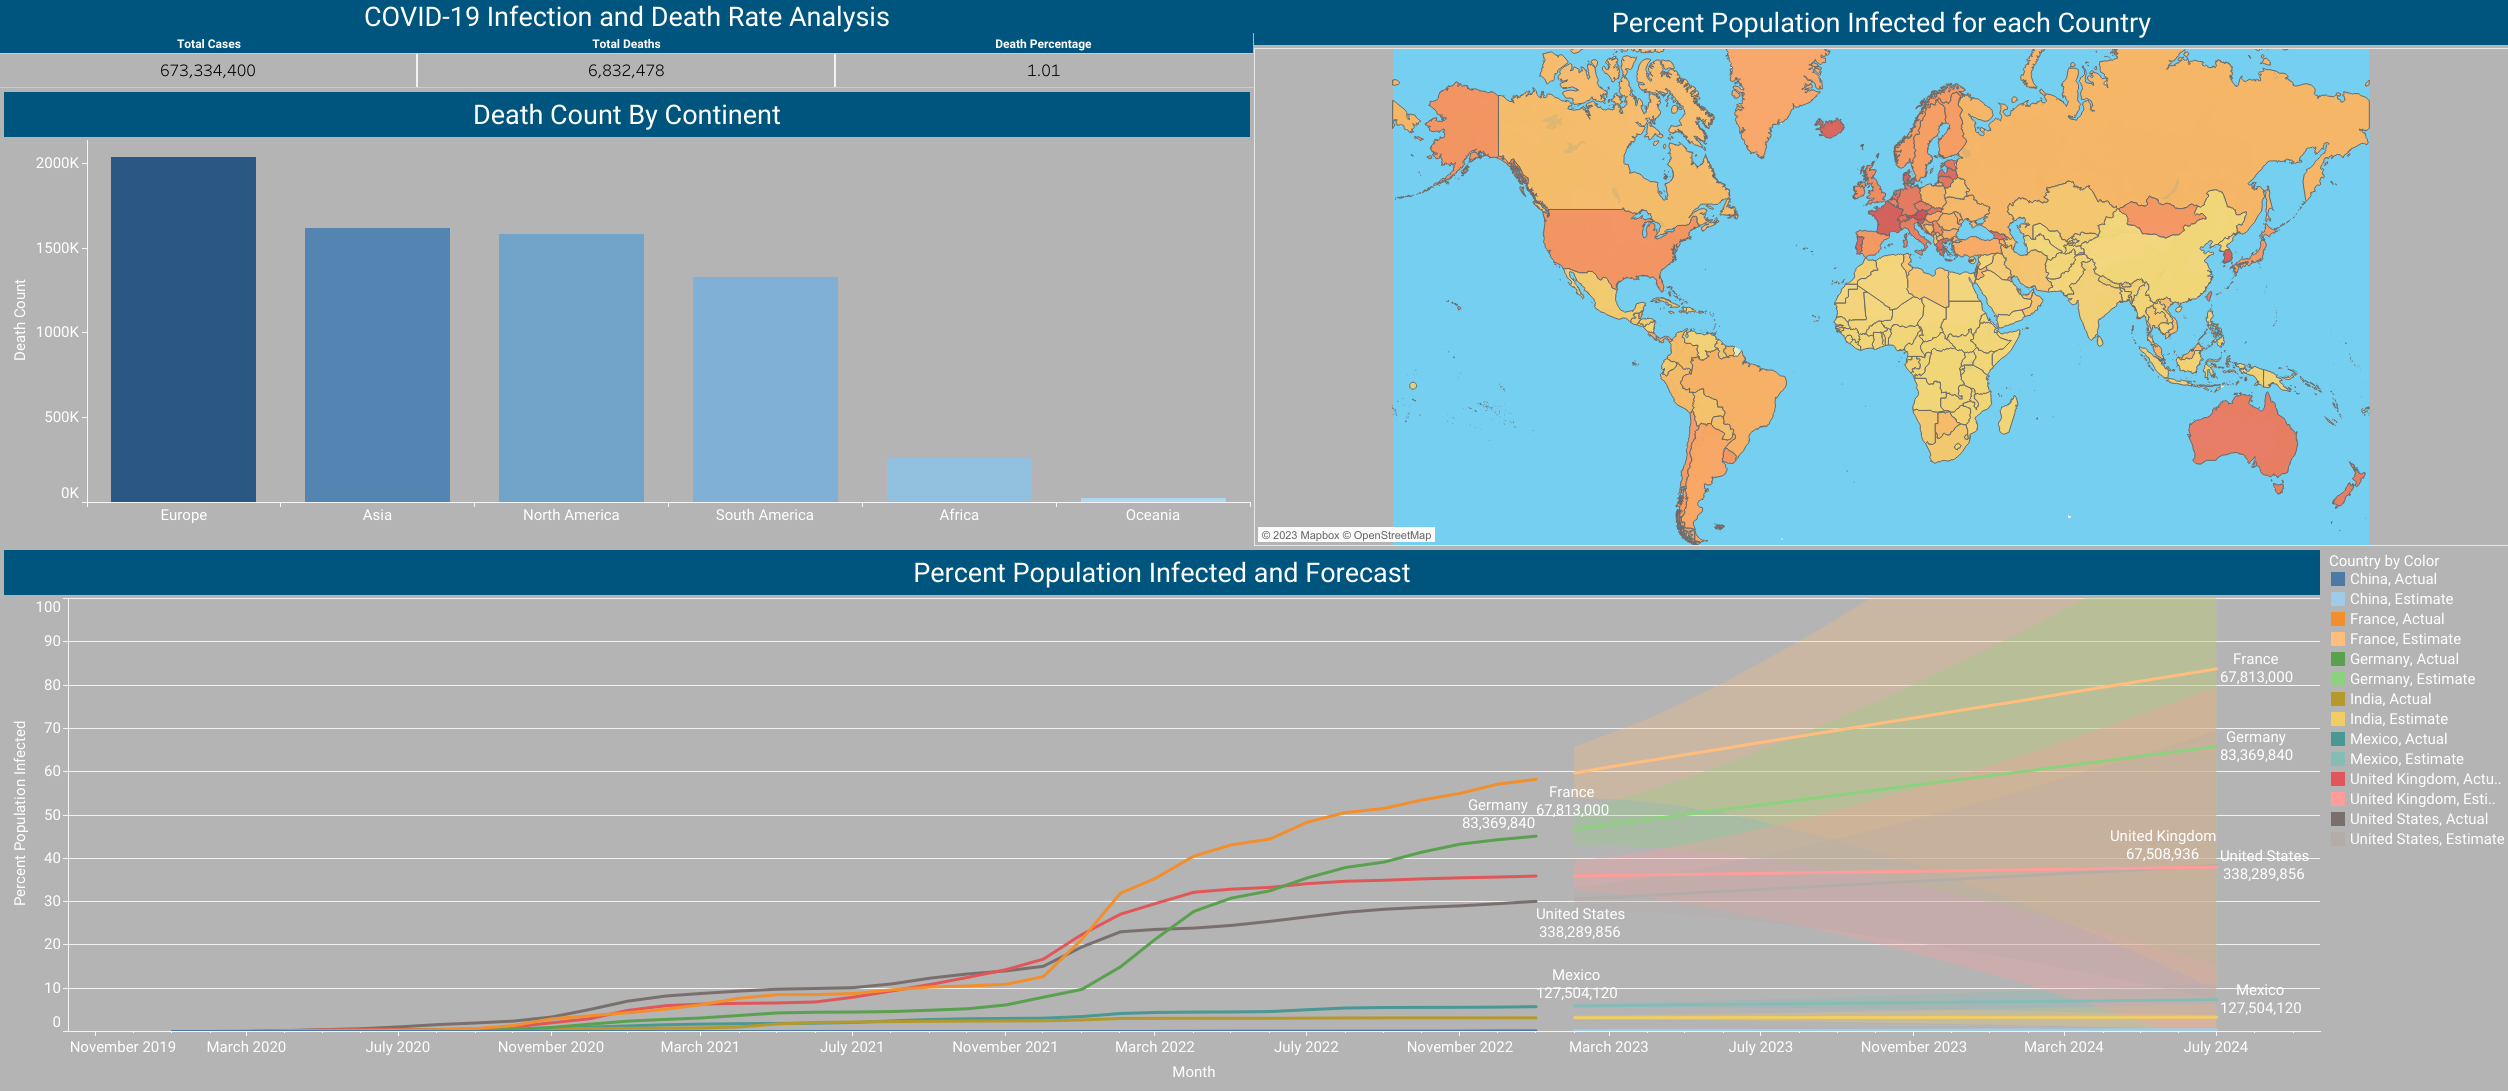 COVID-19 Infection and Death Rate Analysis
Total Cases
Total Deaths
Death Percentage
673,334,400
6,832,478
1.01
Death Count By Continent
Death Count
2000K
1500K
1000K
500K
0K
Europe
Asia
North America
South America
Africa
Oceania
Percent Population Infected for each Country
© 2023 Mapbox © OpenStreetMap
Percent Population Infected and Forecast
Percent Population Infected
100
90
80
70
60
50
40
30
20
10
0
Germany
83,369,840
France
67,813,000
United States
338,289,856
Mexico
127,504,120
France
67,813,000
Germany
83,369,840
United Kingdom
67,508,936
United States
338,289,856
Mexico
127,504,120
November 2019
March 2020
July 2020
November 2020
March 2021
July 2021
November 2021
March 2022
July 2022
November 2022
March 2023
July 2023
November 2023
March 2024
July 2024
Month
Country by Color
China, Actual
China, Estimate
France, Actual
France, Estimate
Germany, Actual
Germany, Estimate
India, Actual
India, Estimate
Mexico, Actual
Mexico, Estimate
United Kingdom, Actu..
United Kingdom, Esti..
United States, Actual
United States, Estimate